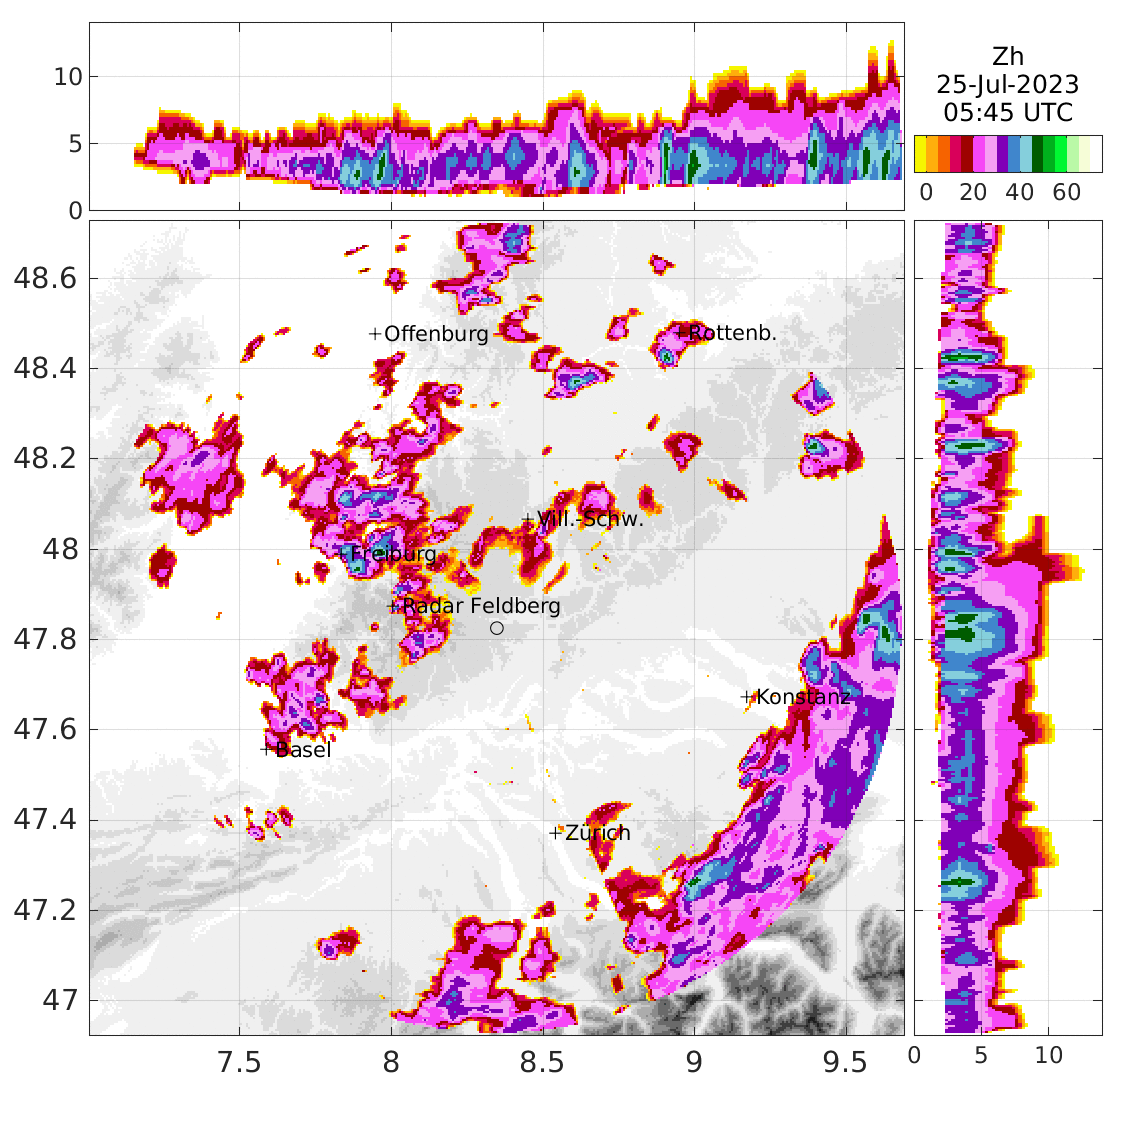 10
5
0
Zh
25-Jul-2023
05:45 UTC
0 20 40 60
48.6
48.4
48.2
48
47.8
47.6
47.4
47.2
47
+Offenburg
+Rottenb.
+Vill.-Schw.
+Freiburg
+Radar Feldberg
+Konstanz
+Basel
+Zürich
7.5 8 8.5 9 9.5
0 5 10